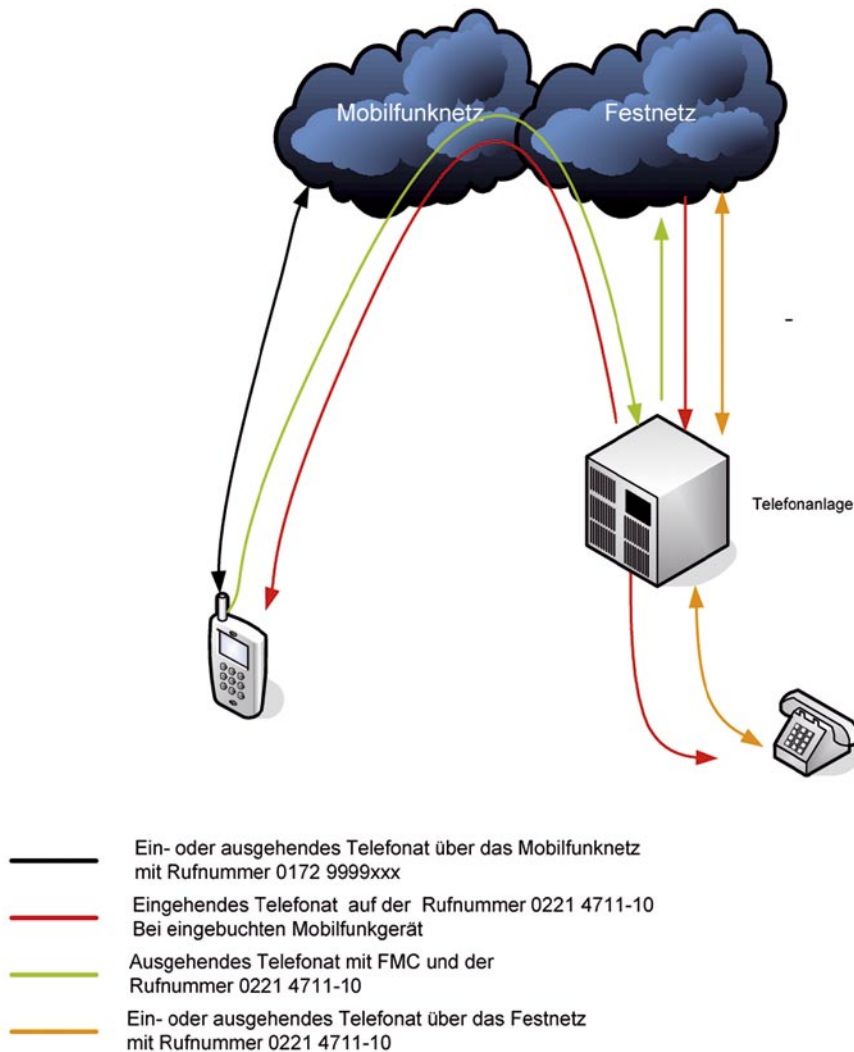 Mobilfunknetz
Festnetz
-
Telefonanlage
Ein- oder ausgehendes Telefonat über das Mobilfunknetz
mit Rufnummer 0172 9999xxx
Eingehendes Telefonat auf der Rufnummer 0221 4711-10
Bei eingebuchten Mobilfunkgerät
Ausgehendes Telefonat mit FMC und der
Rufnummer 0221 4711-10
Ein- oder ausgehendes Telefonat über das Festnetz
mit Rufnummer 0221 4711-10